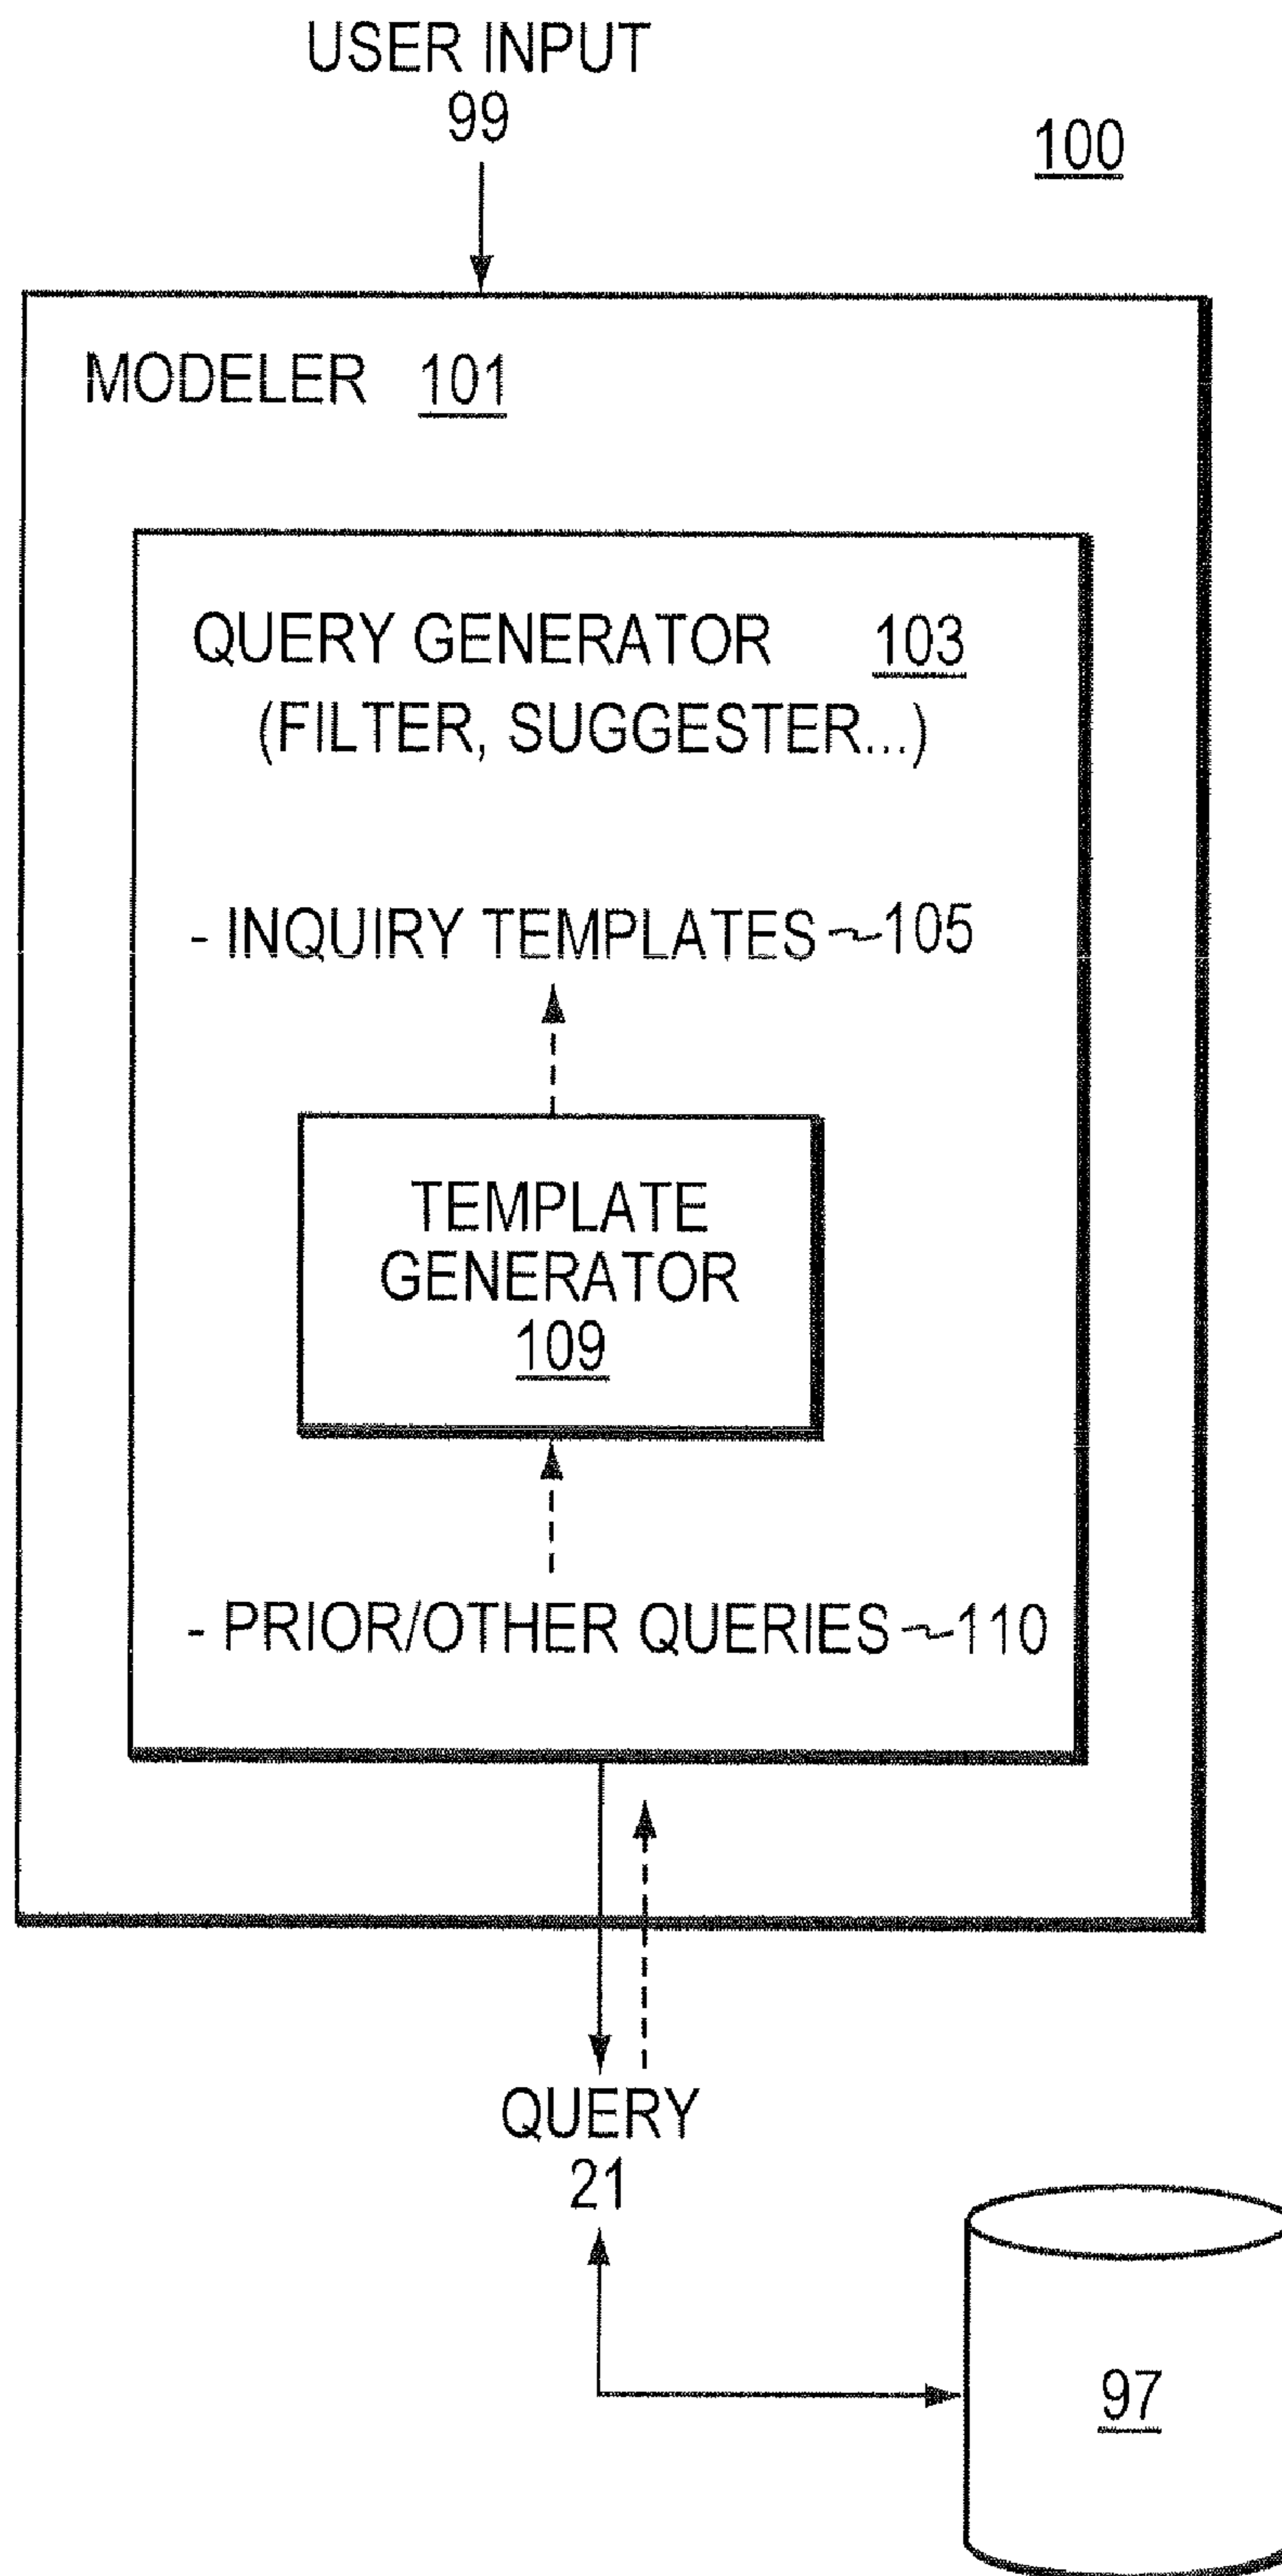 USER INPUT
99
100
MODELER 101
QUERY GENERATOR 103
(FILTER, SUGGESTER...)
- INQUIRY TEMPLATES ~105
TEMPLATE
GENERATOR
109
- PRIOR/OTHER QUERIES ~110
QUERY
21
97